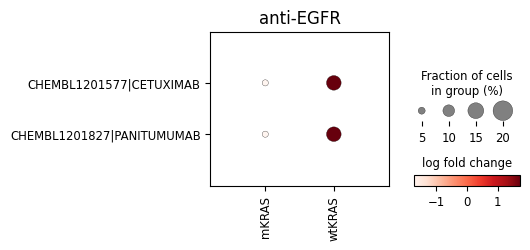 anti-EGFR
CHEMBL1201577|CETUXIMAB
CHEMBL1201827|PANITUMUMAB
mKRAS
wtKRAS
Fraction of cells
in group (%)
5 10 15 20
log fold change
−1 0 1